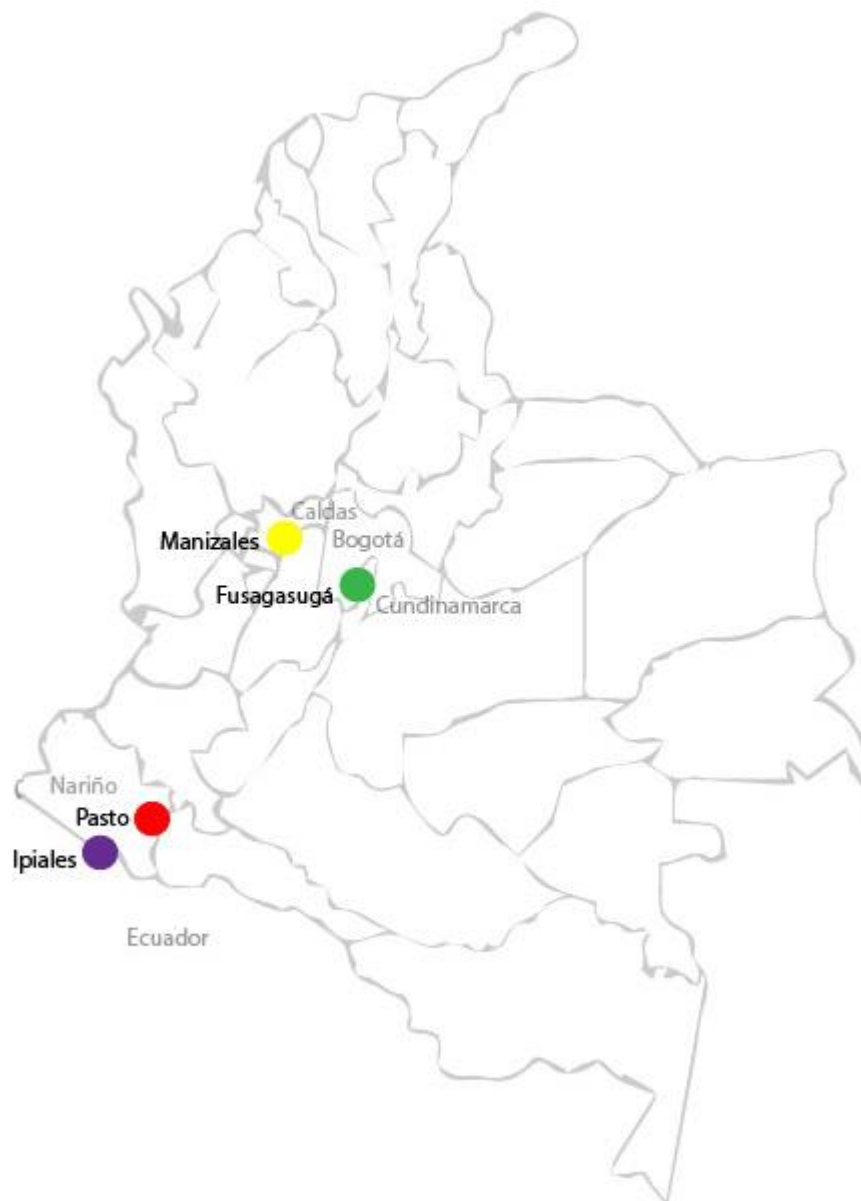 Caldas
Manizales
Bogotá
Fusagasugá
Cundinamarca
Nariño
Pasto
Ipiales
Ecuador